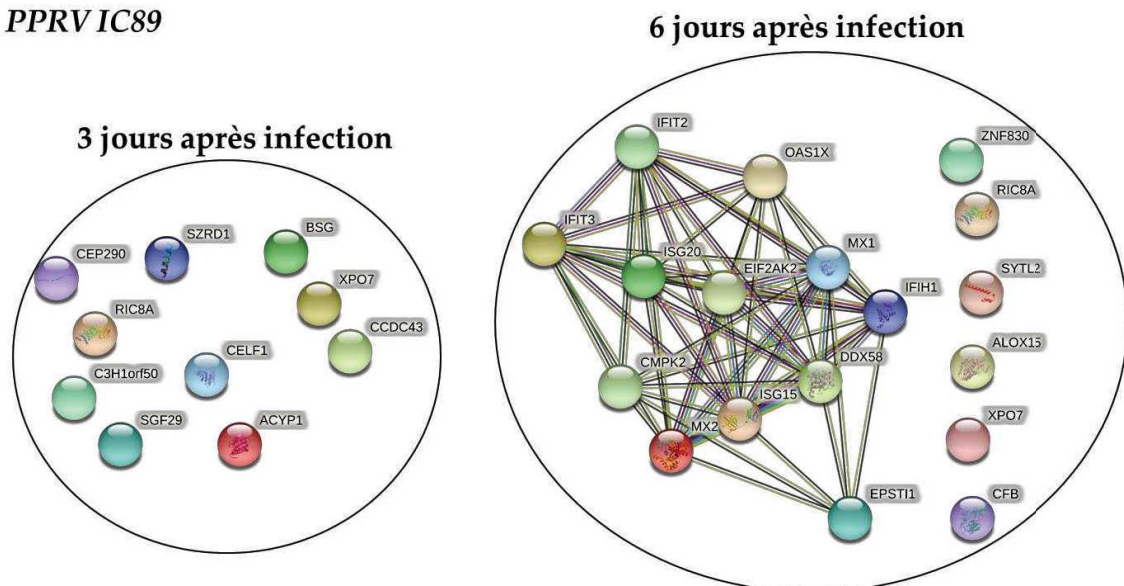 PPRV IC89
3 jours après infection
CEP290
SZRD1
BSG
XPO7
RIC8A
CCDC43
CELF1
C3H1orf50
SGF29
ACYP1
6 jours après infection
IFIT2
OAS1X
ZNF830
RIC8A
IFIT3
ISG20
EIF2AK2
MX1
IFIH1
SYTL2
CMPK2
DDX58
ALOX15
ISG15
MX2
XPO7
EPSTI1
CFB